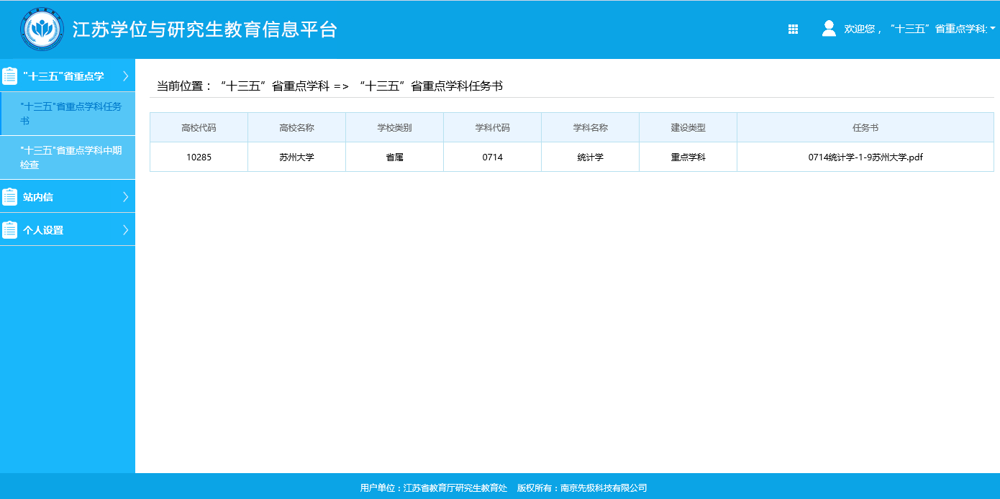 江苏学位与研究生教育信息平台
欢迎您，“十三五”省重点学科:
"十三五"省重点学
"十三五"省重点学科任务
书
"十三五"省重点学科中期
检查
站内信
个人设置
当前位置：“十三五”省重点学科 => “十三五”省重点学科任务书
高校代码 高校名称 学校类别 学科代码 学科名称 建设类型 任务书
10285 苏州大学 省属 0714 统计学 重点学科 0714统计学-1-9苏州大学.pdf
用户单位：江苏省教育厅研究生教育处 版权所有：南京先极科技有限公司